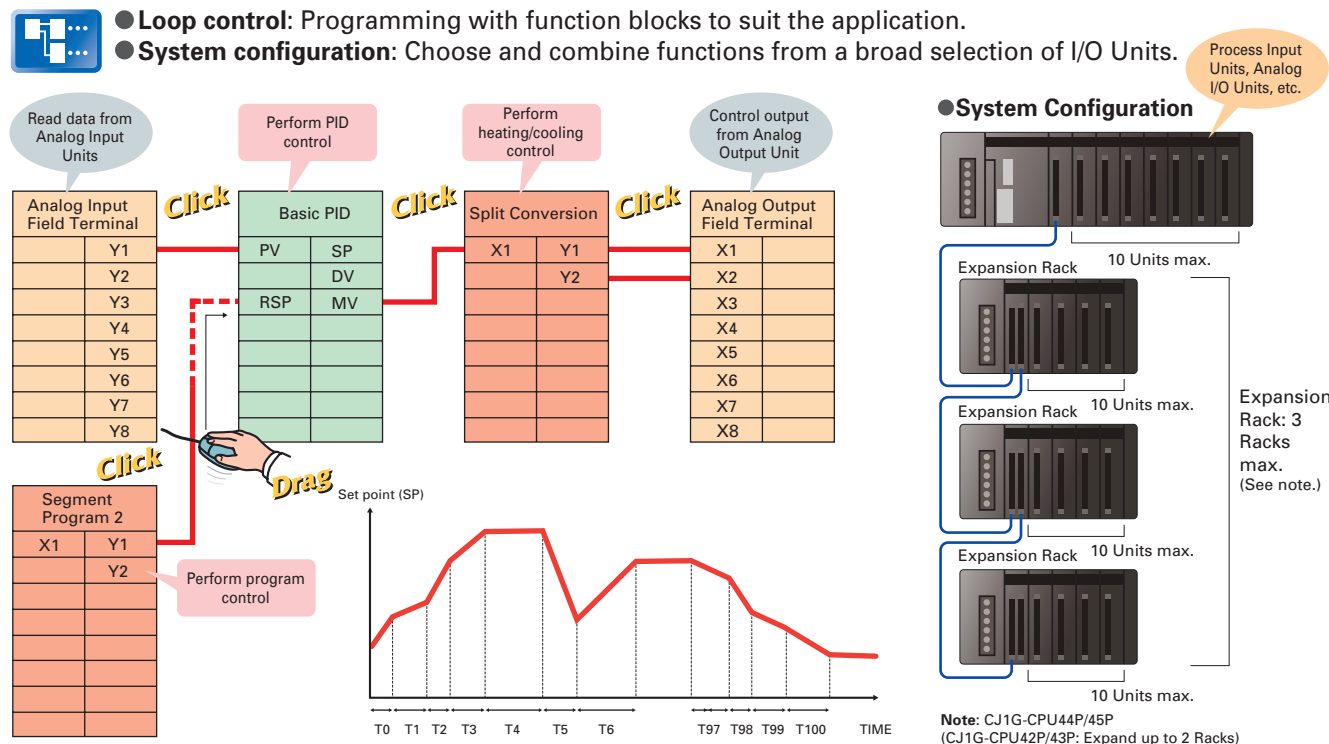 ●Loop control: Programming with function blocks to suit the application.
●System configuration: Choose and combine functions from a broad selection of I/O Units.
Process Input
Units, Analog
I/O Units, etc.
Read data from
Analog Input
Units
Perform PID
control
Perform
heating/cooling
control
Control output
from Analog
Output Unit
Analog Input
Field Terminal
Y1
Y2
Y3
Y4
Y5
Y6
Y7
Y8
Click
Basic PID
PV SP
DV
RSP MV
Click
Split Conversion
X1 Y1
Y2
Click
Analog Output
Field Terminal
X1
X2
X3
X4
X5
X6
X7
X8
Click
Drag
Segment
Program 2
X1 Y1
Y2
Perform program
control
Set point (SP)
T0 T1 T2 T3 T4 T5 T6 T97 T98 T99 T100 TIME
●System Configuration
10 Units max.
Expansion Rack
10 Units max.
Expansion Rack
10 Units max.
Expansion Rack
10 Units max.
Expansion
Rack: 3
Racks
max.
(See note.)
Note: CJ1G-CPU44P/45P
(CJ1G-CPU42P/43P: Expand up to 2 Racks)